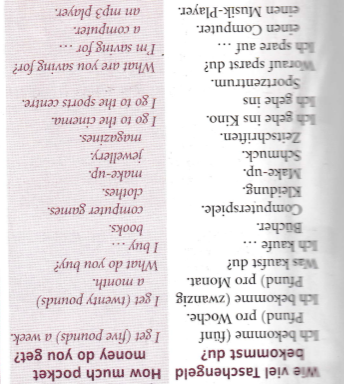 Wie viel Taschengeld
bekommst du?
Ich bekomme (fünf
Pfund) pro Woche.
Ich bekomme (zwanzig
Pfund) pro Monat.
Was kaufst du?
Ich kaufe …
Bücher.
Computerspiele.
Kleidung.
Make-up.
Schmuck.
Zeitschriften.
Ich gehe ins Kino.
Ich gehe ins
Sportzentrum.
Worauf sparst du?
Ich spare auf …
einen Computer.
einen Musik-Player.
How much pocket
money do you get?
I get (five pounds) a week.
I get (twenty pounds)
a month.
What do you buy?
I buy …
books.
computer games.
clothes.
make-up.
jewellery.
magazines.
I go to the cinema.
I go to the sports centre.
What are you saving for?
I'm saving for …
a computer.
an mp3 player.